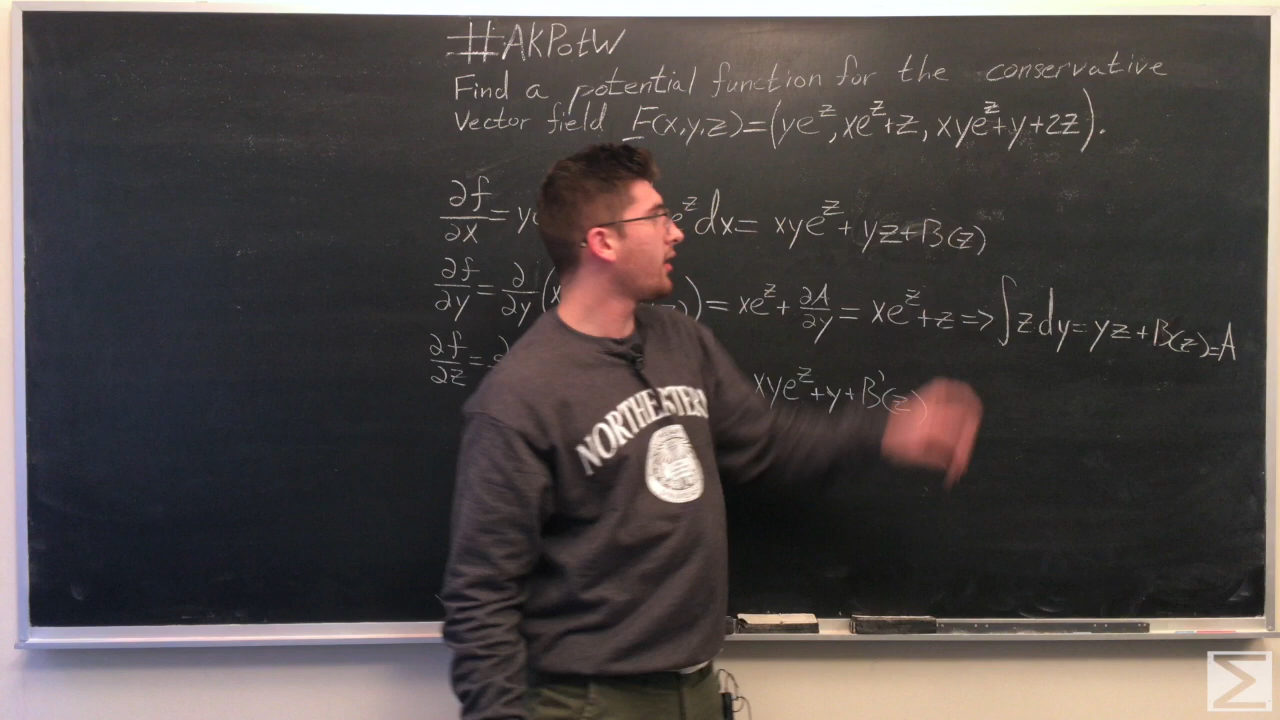 #AKPotW
Find a potential function for the conservative
vector field F(x,y,z)=(ye^z, xe^z+z, xye^z+y+2z).
∂f/∂x = y e^z dx = xye^z + yz + B(z)
∂f/∂y = ∂/∂y (x ) = xe^z + ∂A/∂y = xe^z + z => ∫z dy = yz + B(z) = A
∂f/∂z = xye^z + y + B'(z)
NORTHEASTERN
Σ